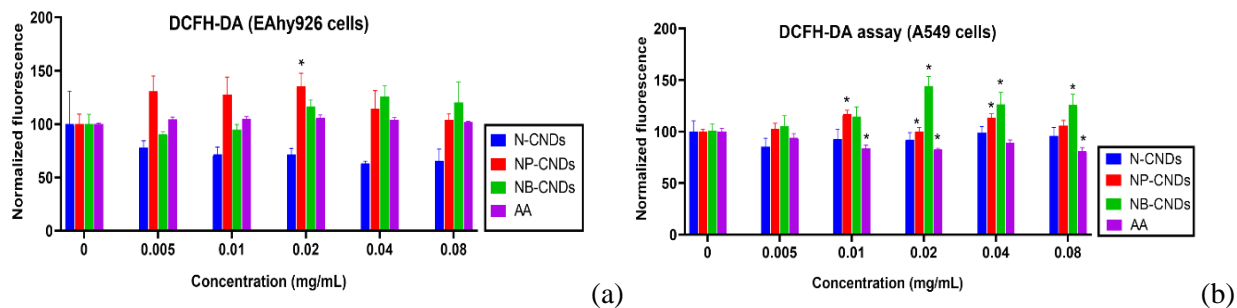 DCFH-DA (EAhy926 cells)
Normalized fluorescence
200
150
100
50
0
*
0 0.005 0.01 0.02 0.04 0.08
Concentration (mg/mL)
N-CNDs
NP-CNDs
NB-CNDs
AA
(a)
DCFH-DA assay (A549 cells)
Normalized fluorescence
200
150
100
50
0
* * * * * * * * * *
0 0.005 0.01 0.02 0.04 0.08
Concentration (mg/mL)
N-CNDs
NP-CNDs
NB-CNDs
AA
(b)